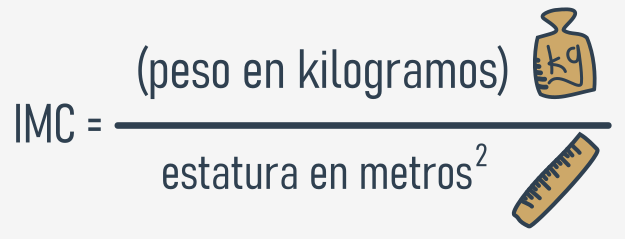 (peso en kilogramos)
kg
IMC =
estatura en metros²